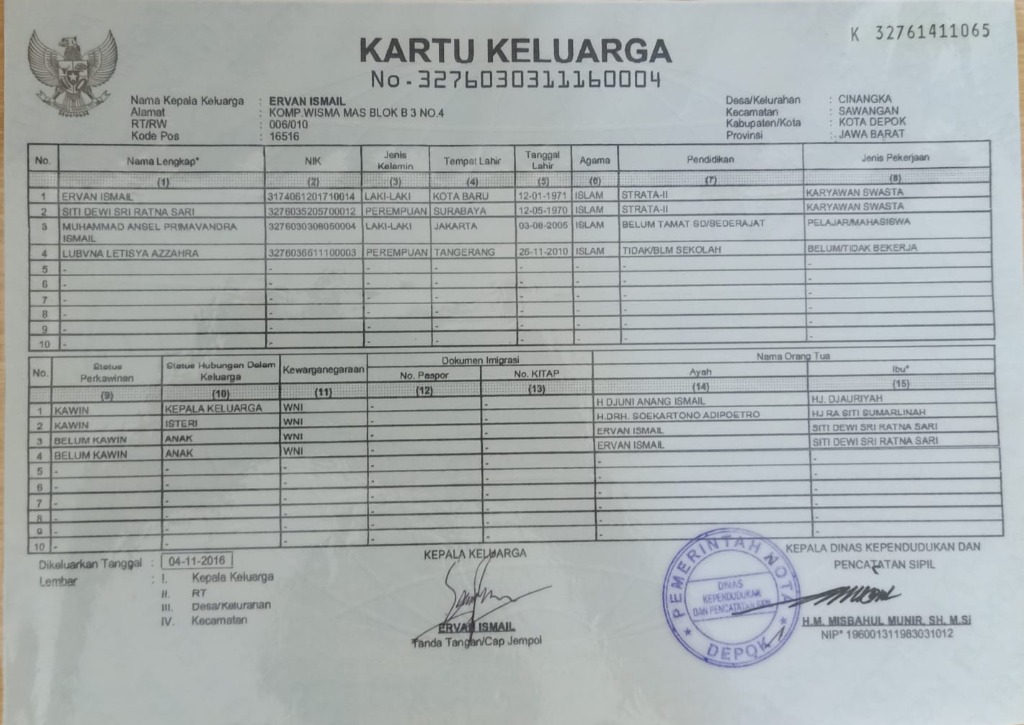 K 32761411065
KARTU KELUARGA
No.3276030311160004
Nama Kepala Keluarga : ERVAN ISMAIL
Alamat : KOMP.WISMA MAS BLOK B 3 NO.4
RT/RW : 006/010
Kode Pos : 16516
Desa/Kelurahan : CINANGKA
Kecamatan : SAWANGAN
Kabupaten/Kota : KOTA DEPOK
Provinsi : JAWA BARAT
No. Nama Lengkap* NIK Jenis Kelamin Tempat Lahir Tanggal Lahir Agama Pendidikan Jenis Pekerjaan
(1) (2) (3) (4) (5) (6) (7) (8)
1 ERVAN ISMAIL 3174061201710014 LAKI-LAKI KOTA BARU 12-01-1971 ISLAM STRATA-II KARYAWAN SWASTA
2 SITI DEWI SRI RATNA SARI 3276035205700012 PEREMPUAN SURABAYA 12-05-1970 ISLAM STRATA-II KARYAWAN SWASTA
3 MUHAMMAD ANSEL PRIMAVANDRA ISMAIL 3276030308050004 LAKI-LAKI JAKARTA 03-08-2005 ISLAM BELUM TAMAT SD/SEDERAJAT PELAJAR/MAHASISWA
4 LUBVNA LETISYA AZZAHRA 3276036611100003 PEREMPUAN TANGERANG 26-11-2010 ISLAM TIDAK/BLM SEKOLAH BELUM/TIDAK BEKERJA
5 - - - - - - - -
6 - - - - - - - -
7 - - - - - - - -
8 - - - - - - - -
9 - - - - - - - -
10 - - - - - - - -
No. Status Perkawinan Status Hubungan Dalam Keluarga Kewarganegaraan Dokumen Imigrasi Nama Orang Tua
No. Paspor No. KITAP Ayah Ibu*
(9) (10) (11) (12) (13) (14) (15)
1 KAWIN KEPALA KELUARGA WNI - - H DJUNI ANANG ISMAIL HJ. DJAURIYAH
2 KAWIN ISTERI WNI - - H.DRH. SOEKARTONO ADIPOETRO HJ RA SITI SUMARLINAH
3 BELUM KAWIN ANAK WNI - - ERVAN ISMAIL SITI DEWI SRI RATNA SARI
4 BELUM KAWIN ANAK WNI - - ERVAN ISMAIL SITI DEWI SRI RATNA SARI
5 - - - - - - -
6 - - - - - - -
7 - - - - - - -
8 - - - - - - -
9 - - - - - - -
10 - - - - - - -
Dikeluarkan Tanggal : 04-11-2016
Lembar : I. Kepala Keluarga
II. RT
III. Desa/Kelurahan
IV. Kecamatan
KEPALA KELUARGA
ERVAN ISMAIL
Tanda Tangan/Cap Jempol
PEMERINTAH KOTA
DINAS
KEPENDUDUKAN
DAN PENCATATAN SIPIL
DEPOK
KEPALA DINAS KEPENDUDUKAN DAN
PENCATATAN SIPIL
H.M. MISBAHUL MUNIR, SH, M.Si
NIP* 196001311983031012